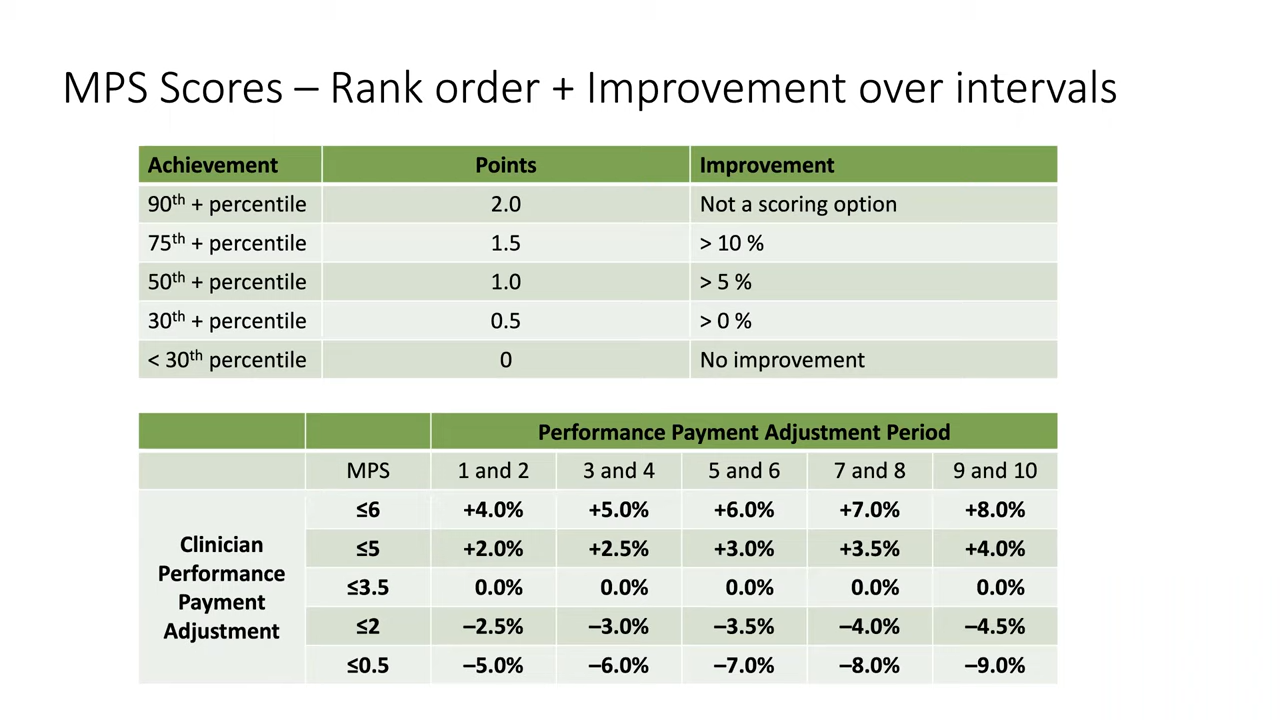 MPS Scores – Rank order + Improvement over intervals
Achievement Points Improvement
90th + percentile 2.0 Not a scoring option
75th + percentile 1.5 > 10 %
50th + percentile 1.0 > 5 %
30th + percentile 0.5 > 0 %
< 30th percentile 0 No improvement
Performance Payment Adjustment Period
MPS 1 and 2 3 and 4 5 and 6 7 and 8 9 and 10
Clinician
Performance
Payment
Adjustment
≤6 +4.0% +5.0% +6.0% +7.0% +8.0%
≤5 +2.0% +2.5% +3.0% +3.5% +4.0%
≤3.5 0.0% 0.0% 0.0% 0.0% 0.0%
≤2 –2.5% –3.0% –3.5% –4.0% –4.5%
≤0.5 –5.0% –6.0% –7.0% –8.0% –9.0%